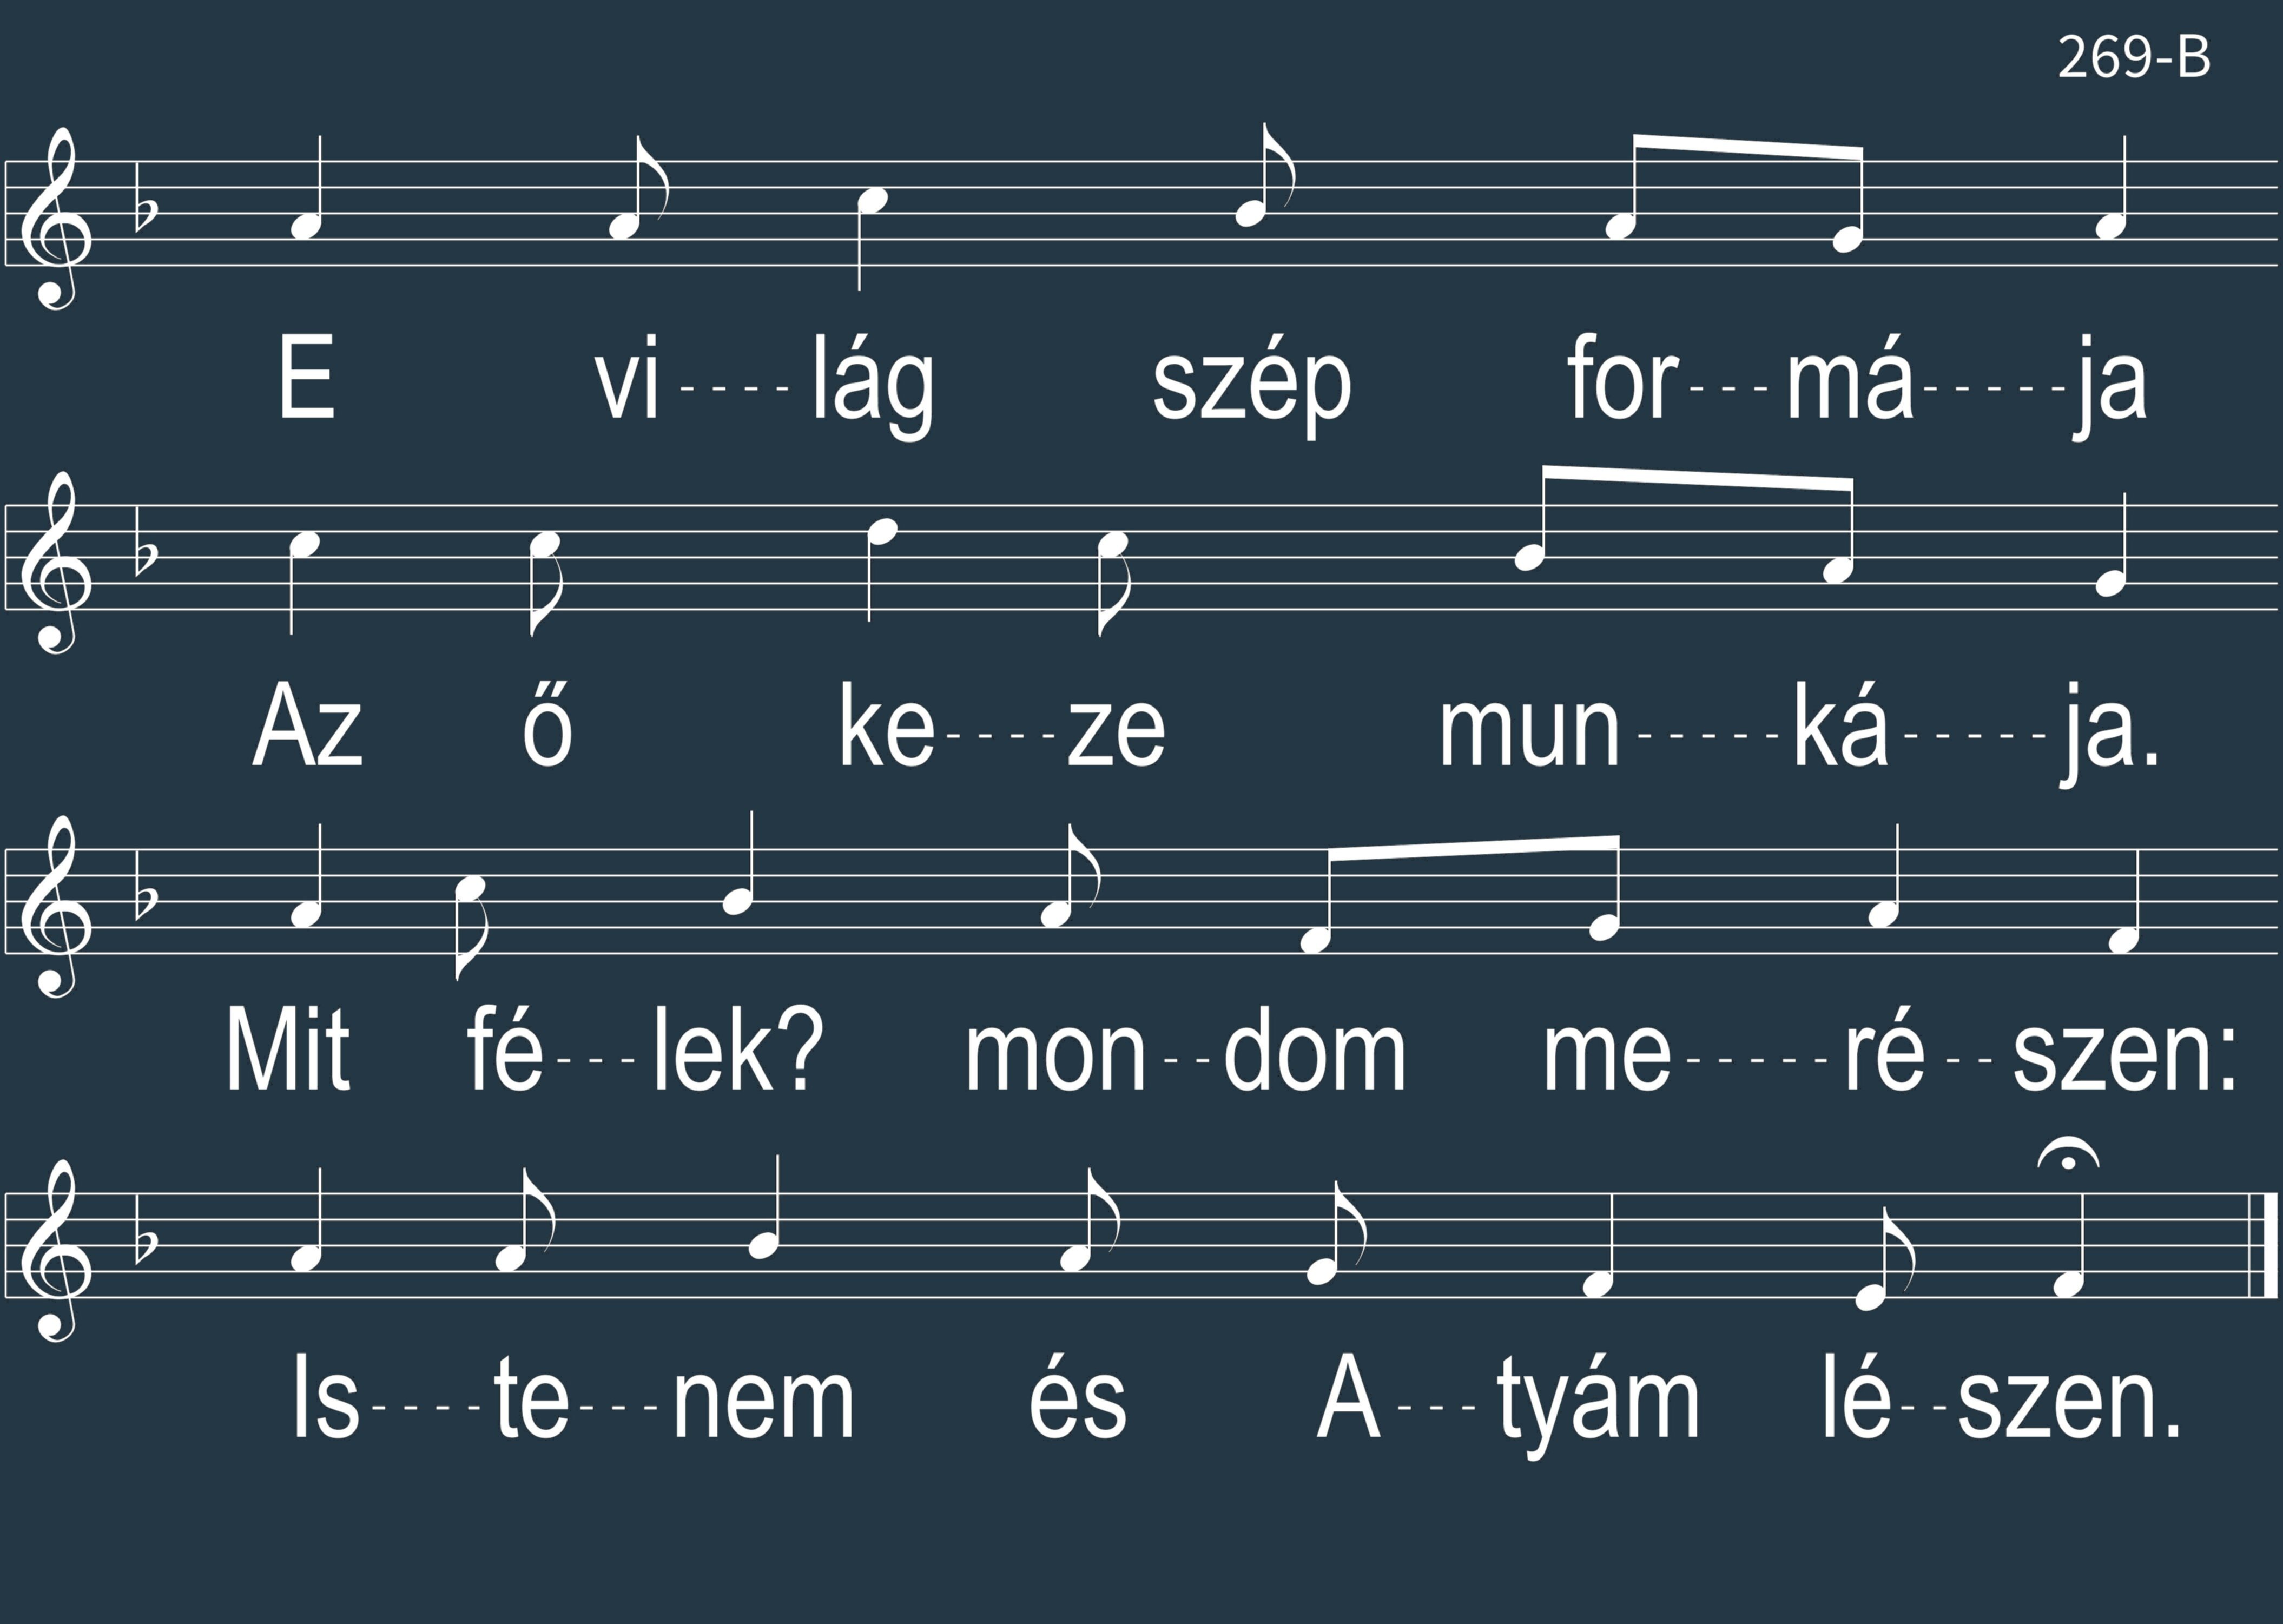 269-B
E vi----lág szép for---má-----ja
Az ő ke----ze mun-----ká-----ja.
Mit fé---lek? mon--dom me-----ré--szen:
Is----te---nem és A---tyám lé--szen.